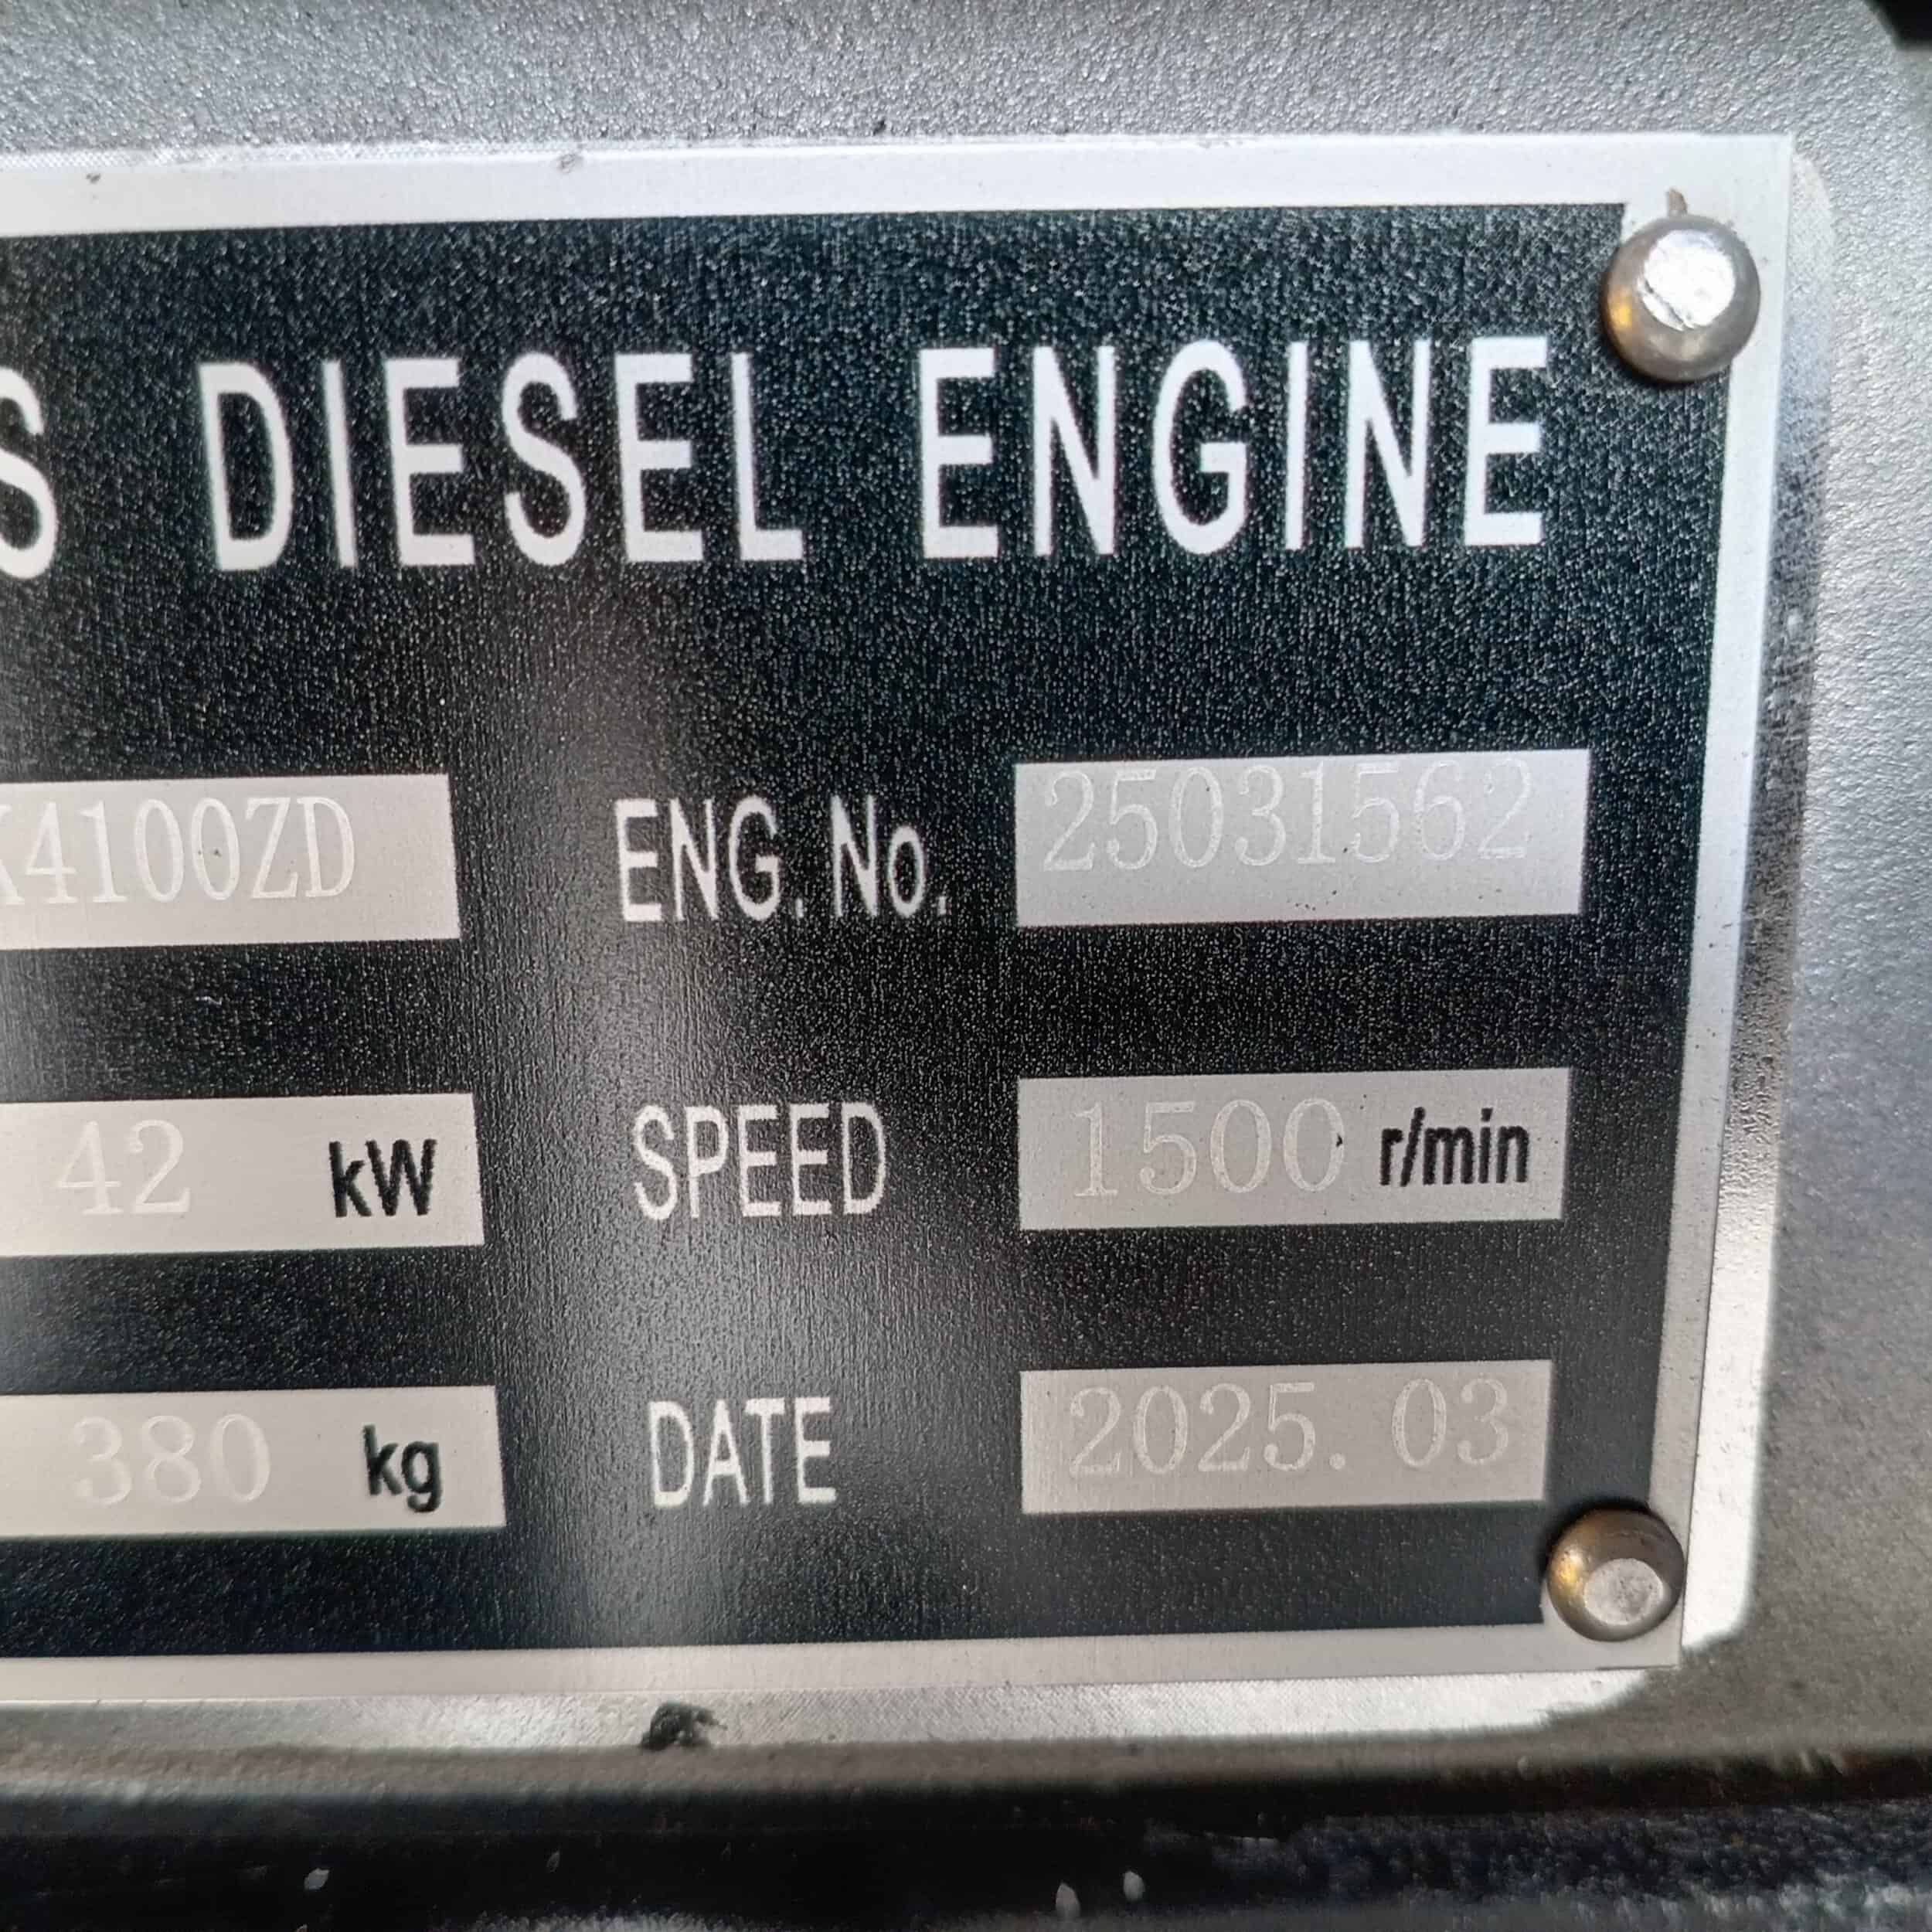 S DIESEL ENGINE
K4100ZD ENG. No. 25031562
42 kW SPEED 1500 r/min
380 kg DATE 2025. 03